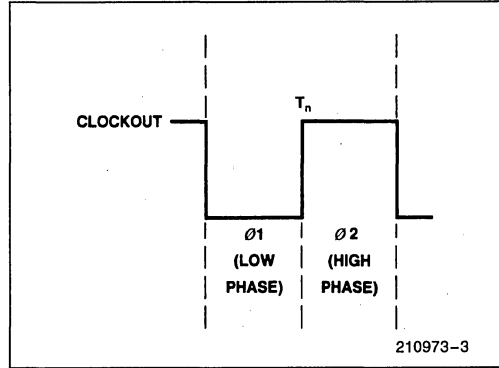 Tn
CLOCKOUT
Ø1
(LOW
PHASE)
Ø2
(HIGH
PHASE)
210973-3